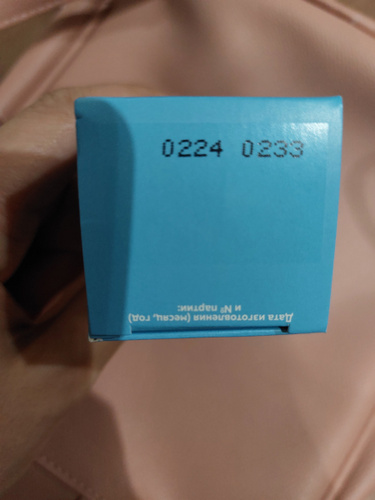 0224 0233
Дата изготовления (месяц, год)
и № партии: